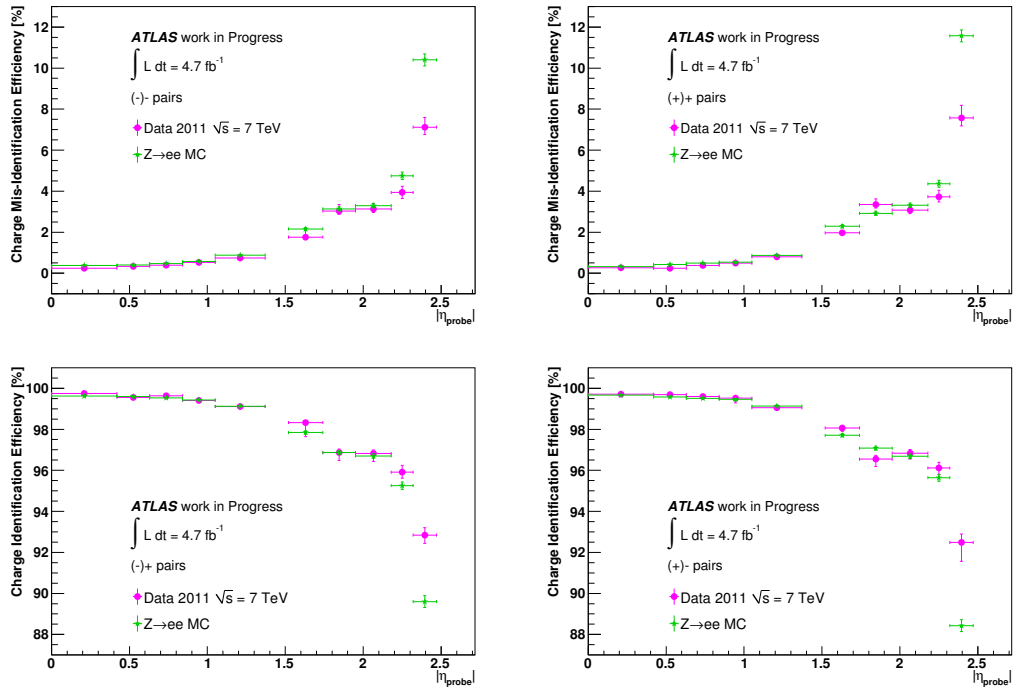 Charge Mis-Identification Efficiency [%]
12
10
8
6
4
2
0
ATLAS work in Progress
∫ L dt = 4.7 fb⁻¹
(-)- pairs
Data 2011 √s = 7 TeV
Z→ee MC
0 0.5 1 1.5 2 2.5
|η_probe|
Charge Mis-Identification Efficiency [%]
12
10
8
6
4
2
0
ATLAS work in Progress
∫ L dt = 4.7 fb⁻¹
(+)+ pairs
Data 2011 √s = 7 TeV
Z→ee MC
0 0.5 1 1.5 2 2.5
|η_probe|
Charge Identification Efficiency [%]
100
98
96
94
92
90
88
ATLAS work in Progress
∫ L dt = 4.7 fb⁻¹
(-)+ pairs
Data 2011 √s = 7 TeV
Z→ee MC
0 0.5 1 1.5 2 2.5
|η_probe|
Charge Identification Efficiency [%]
100
98
96
94
92
90
88
ATLAS work in Progress
∫ L dt = 4.7 fb⁻¹
(+)- pairs
Data 2011 √s = 7 TeV
Z→ee MC
0 0.5 1 1.5 2 2.5
|η_probe|